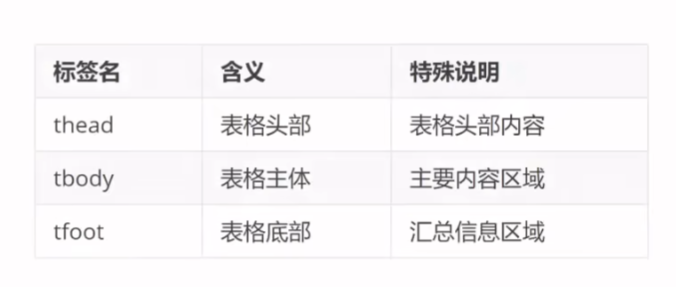 标签名 含义 特殊说明
thead 表格头部 表格头部内容
tbody 表格主体 主要内容区域
tfoot 表格底部 汇总信息区域